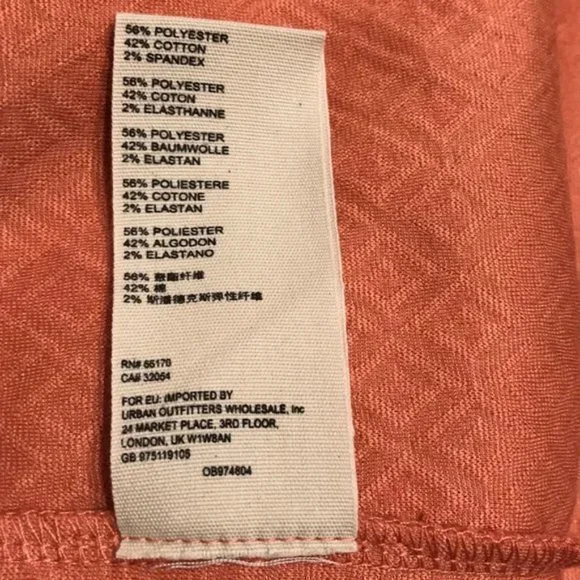 56% POLYESTER
42% COTTON
2% SPANDEX
56% POLYESTER
42% COTON
2% ELASTHANNE
56% POLYESTER
42% BAUMWOLLE
2% ELASTAN
56% POLIESTERE
42% COTONE
2% ELASTAN
56% POLIESTER
42% ALGODON
2% ELASTANO
56% 聚酯纤维
42% 棉
2% 斯潘德克斯弹性纤维
RN# 66170
CA# 32054
FOR EU: IMPORTED BY
URBAN OUTFITTERS WHOLESALE, Inc
24 MARKET PLACE, 3RD FLOOR,
LONDON, UK W1W8AN
GB 975119105
OB974604